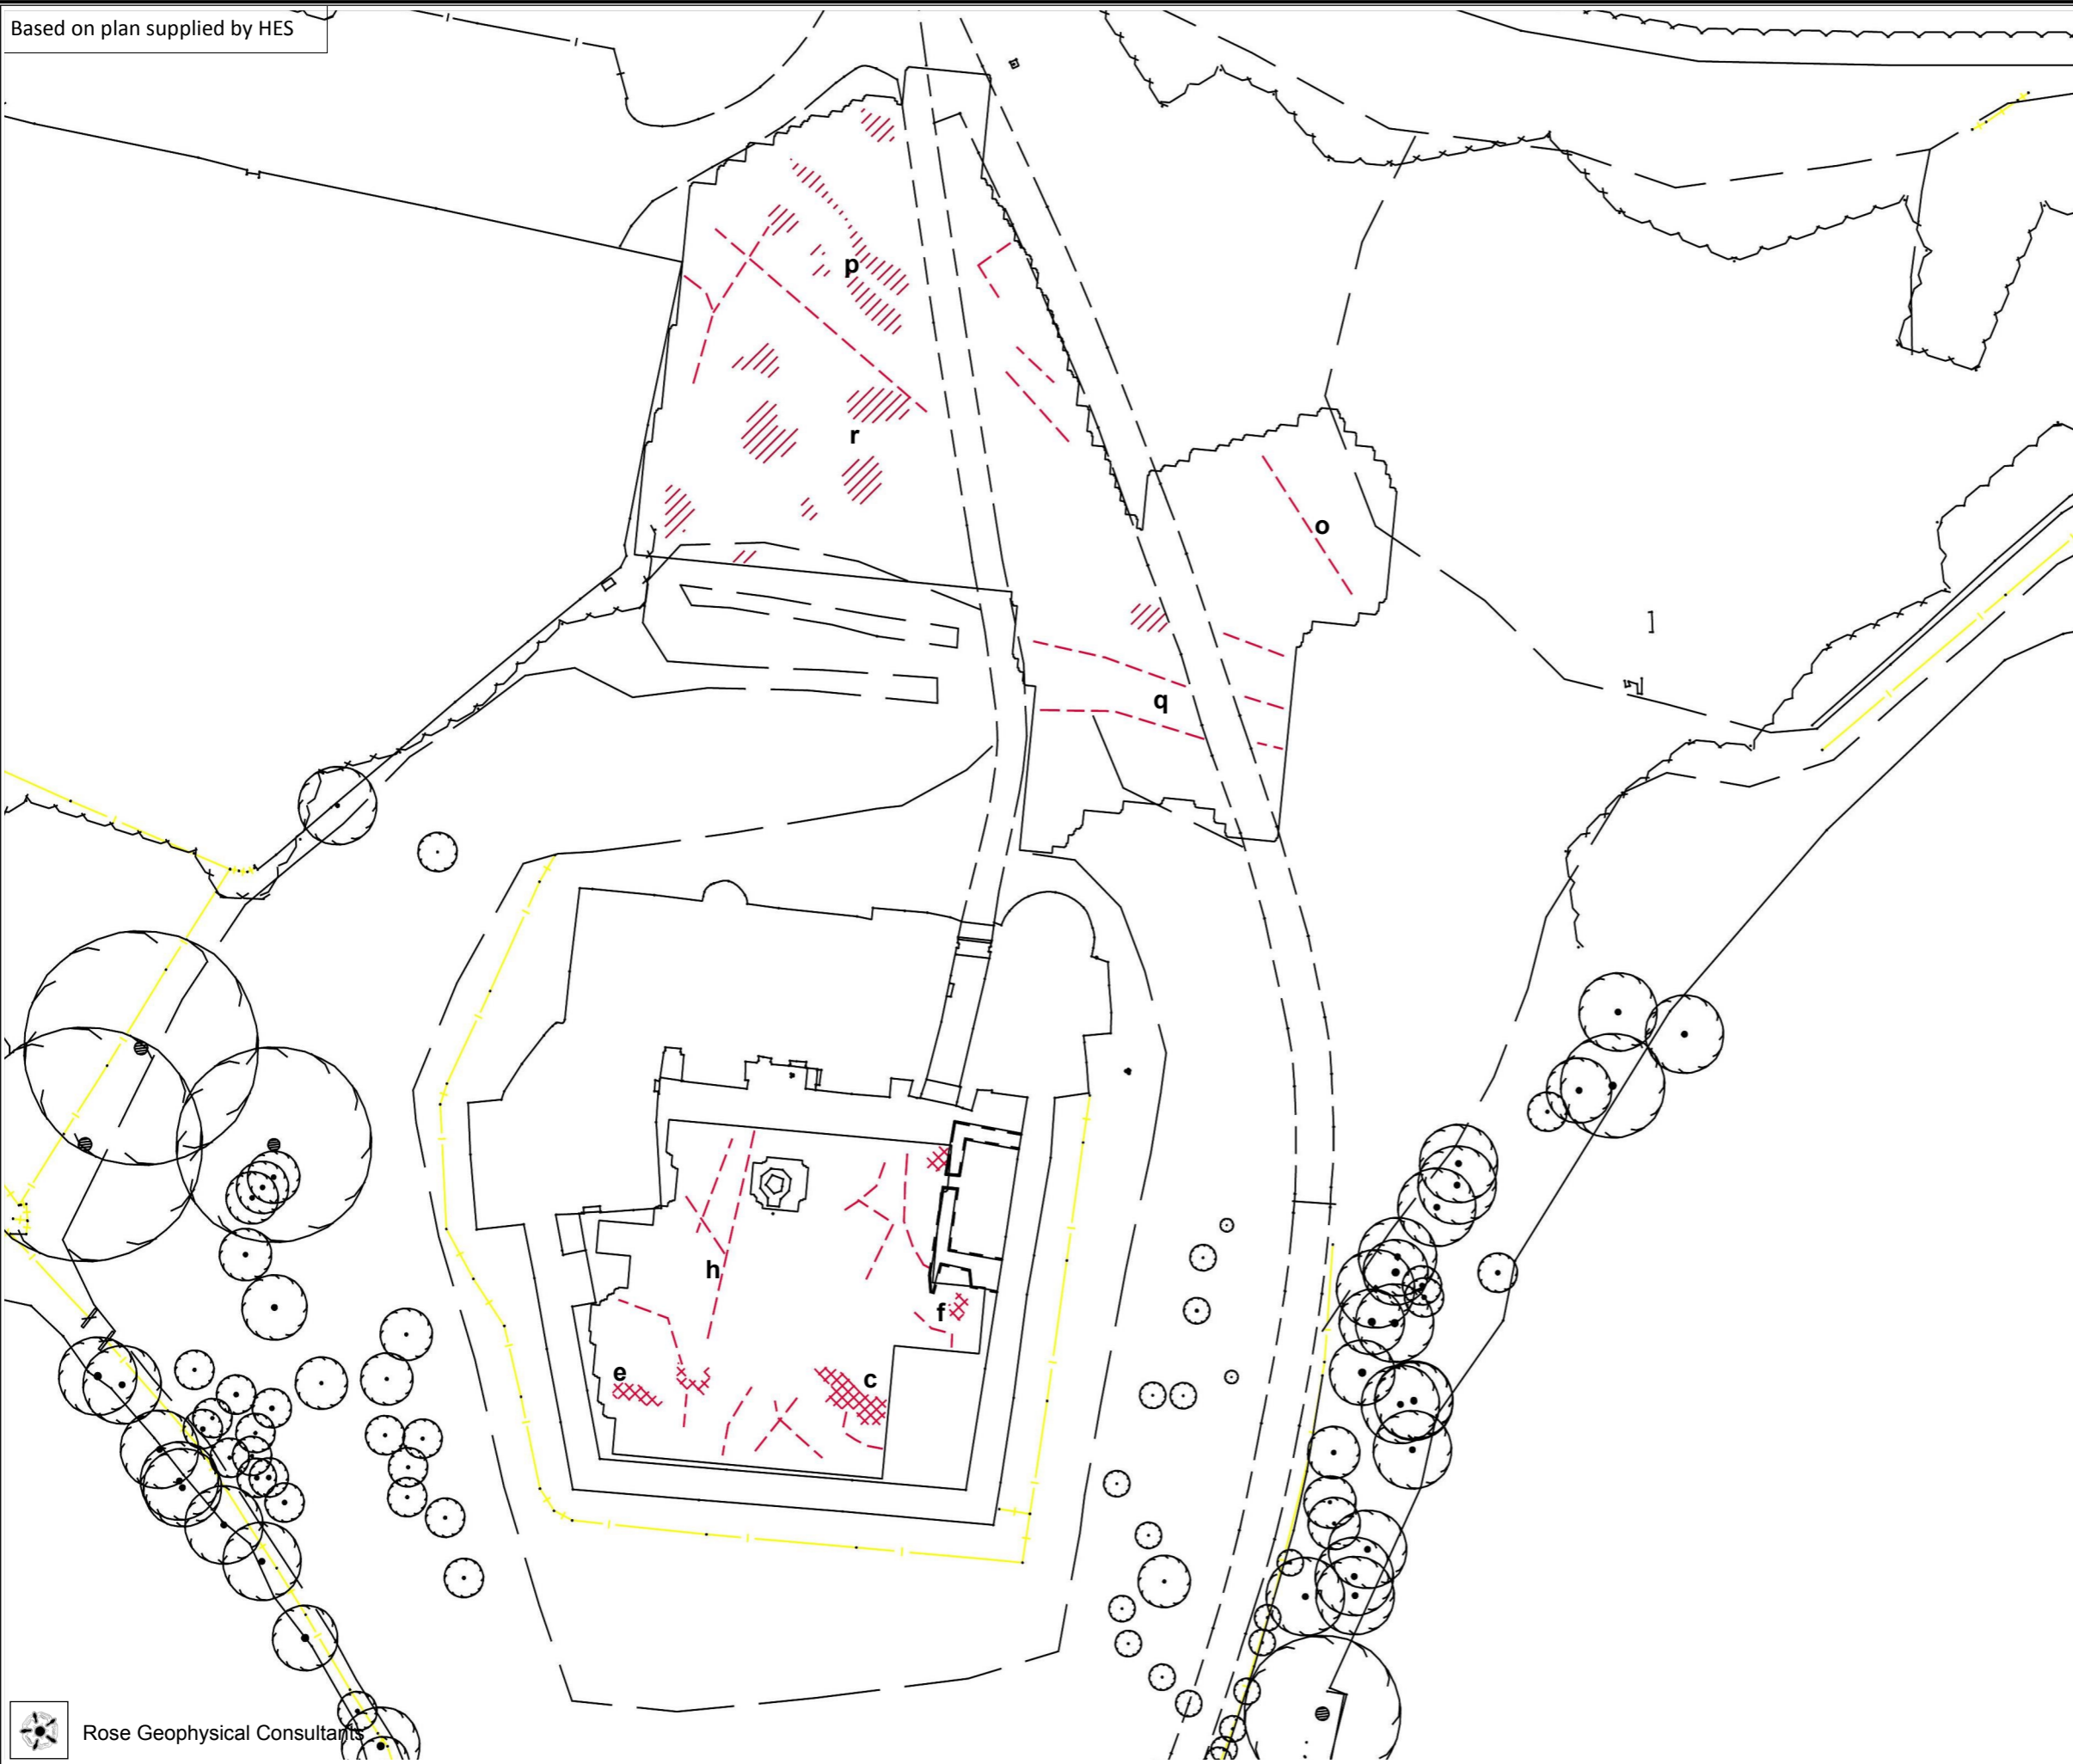 Based on plan supplied by HES
p
r
o
q
h
f
e
c
Rose Geophysical Consultants